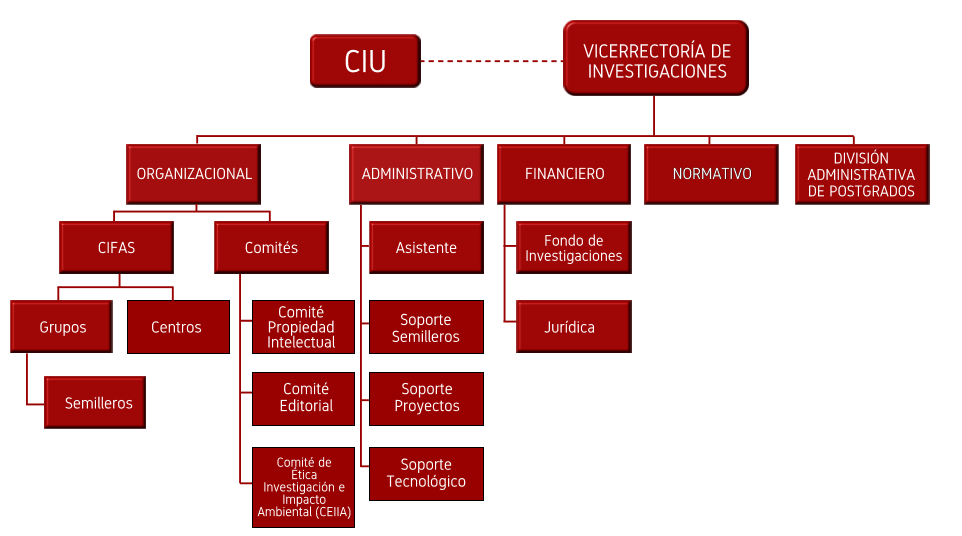 CIU
VICERRECTORÍA DE
INVESTIGACIONES
ORGANIZACIONAL
ADMINISTRATIVO
FINANCIERO
NORMATIVO
DIVISIÓN
ADMINISTRATIVA
DE POSTGRADOS
CIFAS
Comités
Asistente
Fondo de
Investigaciones
Grupos
Centros
Comité
Propiedad
Intelectual
Soporte
Semilleros
Jurídica
Semilleros
Comité
Editorial
Soporte
Proyectos
Comité de
Ética
Investigación e
Impacto
Ambiental (CEIIA)
Soporte
Tecnológico